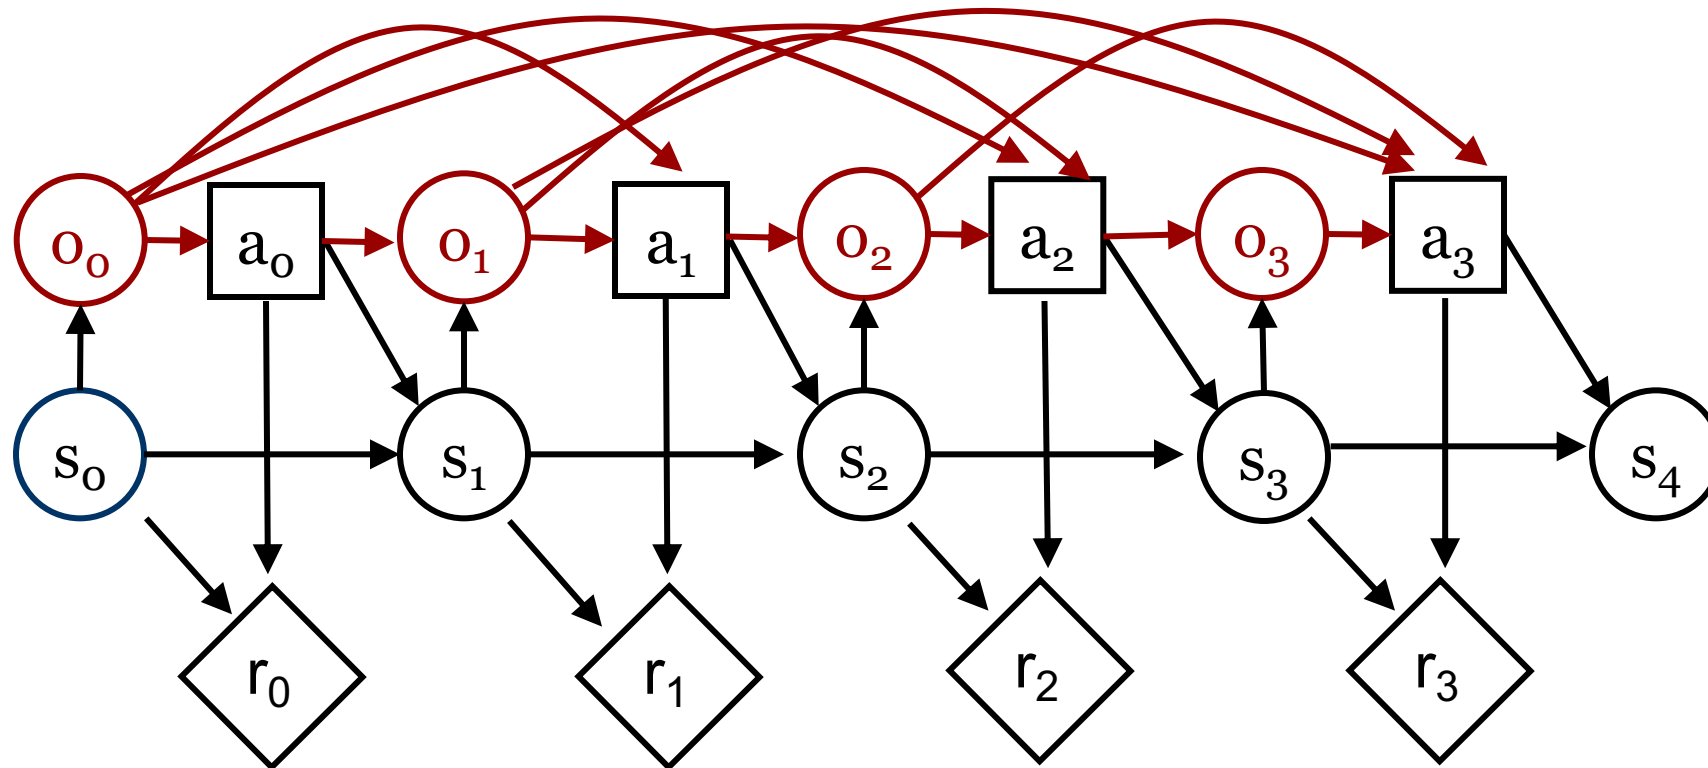 o₀ a₀ o₁ a₁ o₂ a₂ o₃ a₃
s₀ s₁ s₂ s₃ s₄
r₀ r₁ r₂ r₃